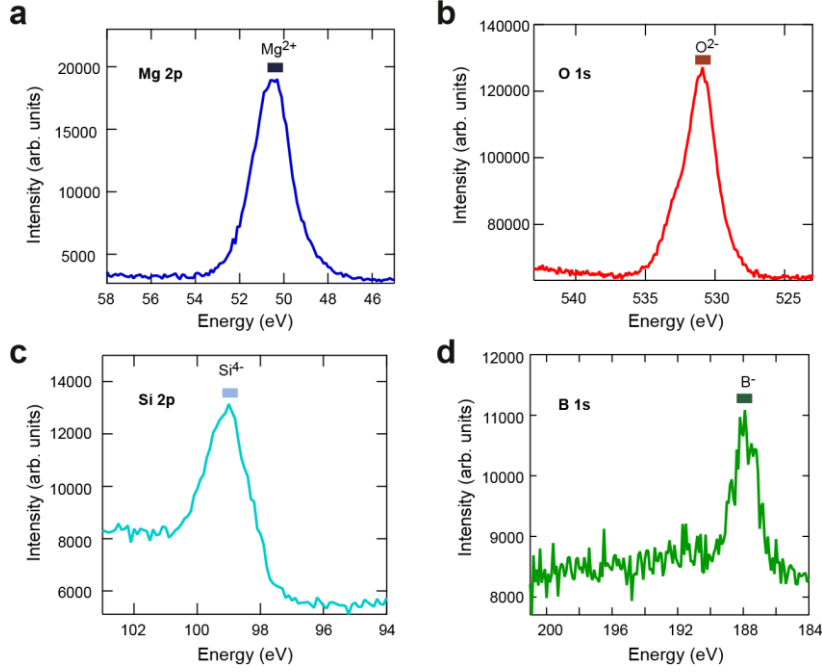 a
Mg 2p
Mg2+
20000
15000
10000
5000
Intensity (arb. units)
58 56 54 52 50 48 46
Energy (eV)
b
O 1s
O2-
140000
120000
100000
80000
Intensity (arb. units)
540 535 530 525
Energy (eV)
c
Si 2p
Si4-
14000
12000
10000
8000
6000
Intensity (arb. units)
102 100 98 96 94
Energy (eV)
d
B 1s
B-
12000
11000
10000
9000
8000
Intensity (arb. units)
200 196 192 188 184
Energy (eV)